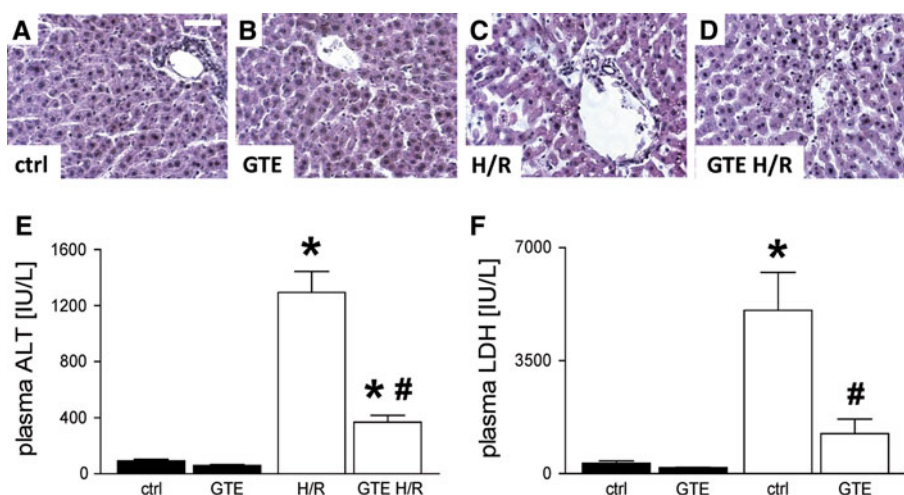 A B C D
ctrl GTE H/R GTE H/R
E
plasma ALT [IU/L]
1600
1200
800
400
0
*
* #
ctrl GTE H/R GTE H/R
F
plasma LDH [IU/L]
7000
3500
0
*
#
ctrl GTE ctrl GTE